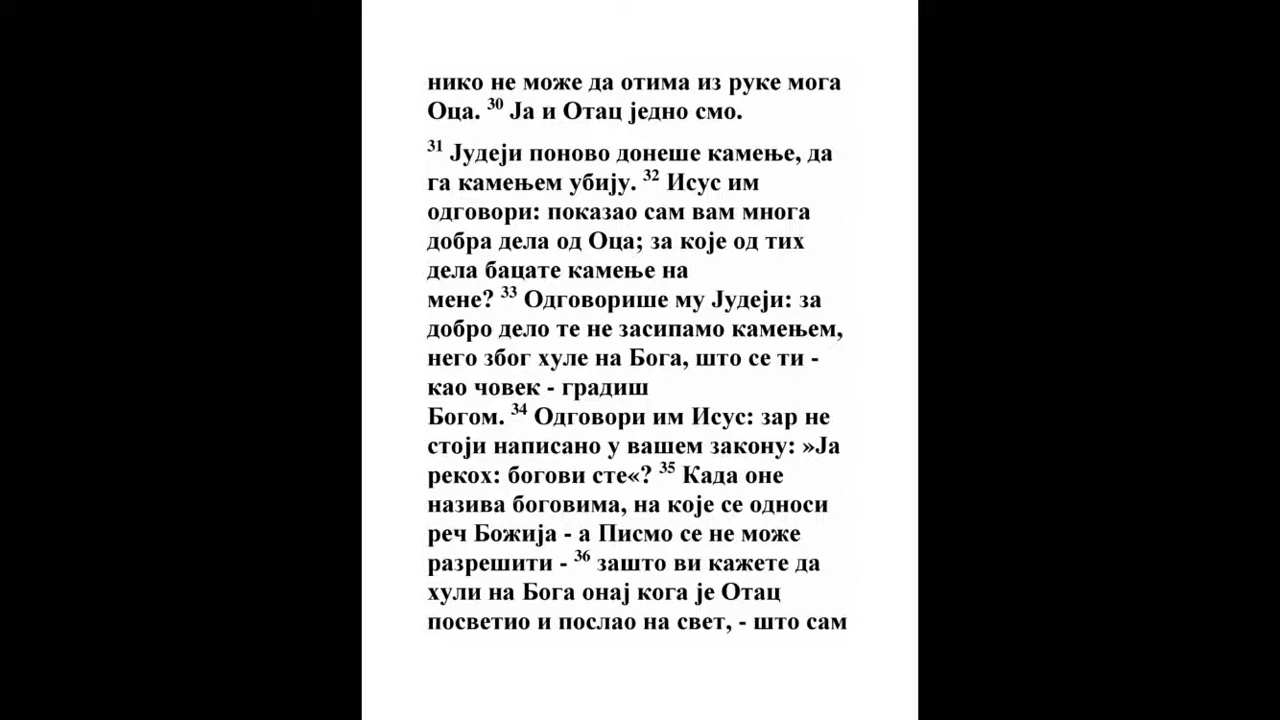 нико не може да отима из руке мога
Оца. 30 Ја и Отац једно смо.
31 Јудеји поново донеше камење, да
га камењем убију. 32 Исус им
одговори: показао сам вам многа
добра дела од Оца; за које од тих
дела бацате камење на
мене? 33 Одговорише му Јудеји: за
добро дело те не засипамо камењем,
него због хуле на Бога, што се ти -
као човек - градиш
Богом. 34 Одговори им Исус: зар не
стоји написано у вашем закону: »Ја
рекох: богови сте«? 35 Када оне
назива боговима, на које се односи
реч Божија - а Писмо се не може
разрешити - 36 зашто ви кажете да
хули на Бога онај кога је Отац
посветио и послао на свет, - што сам